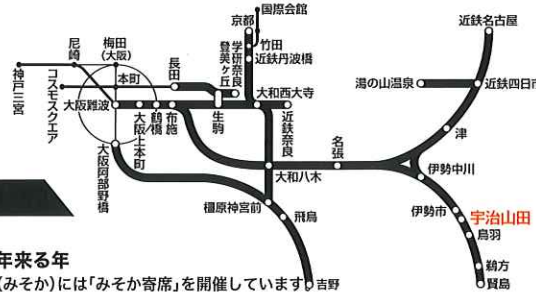 国際会館
京都
竹田
近鉄丹波橋
学研奈良
登美ヶ丘
近鉄名古屋
尼崎
梅田
(大阪)
長田
神戸三宮
コスモスクエア
本町
大阪難波
大阪上本町
鶴橋
布施
生駒
大和西大寺
近鉄奈良
湯の山温泉
近鉄四日市
津
名張
大阪阿部野橋
大和八木
伊勢中川
橿原神宮前
飛鳥
伊勢市
宇治山田
鳥羽
鵜方
賢島
吉野
年来る年
(みそか)には「みそか寄席」を開催しています